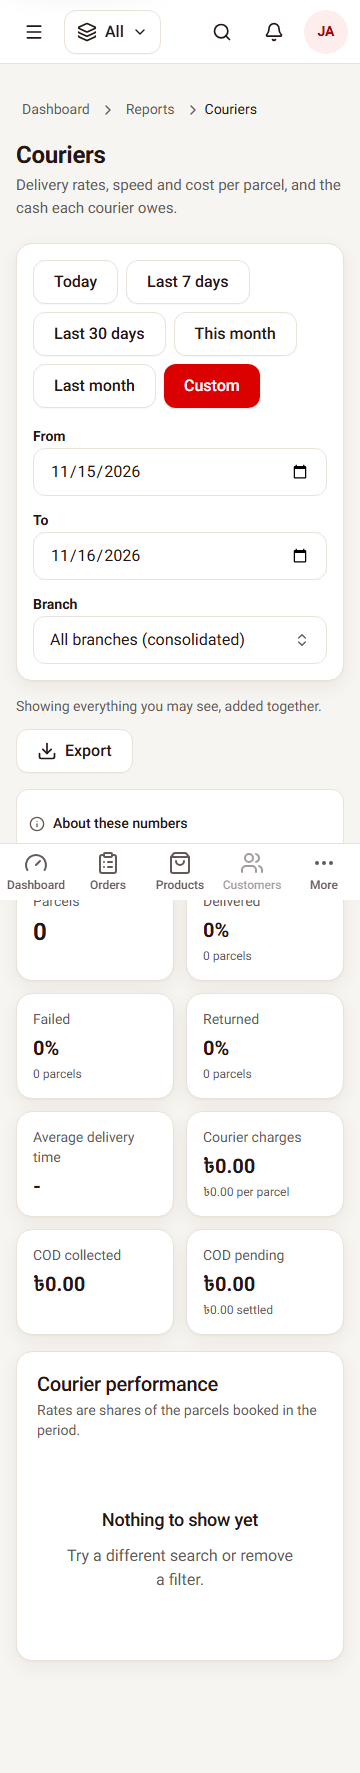 All
JA
Dashboard > Reports > Couriers
Couriers
Delivery rates, speed and cost per parcel, and the
cash each courier owes.
Today
Last 7 days
Last 30 days
This month
Last month
Custom
From
11/15/2026
To
11/16/2026
Branch
All branches (consolidated)
Showing everything you may see, added together.
Export
About these numbers
Dashboard
Orders
Products
Customers
More
Parcels
0
Delivered
0%
0 parcels
Failed
0%
0 parcels
Returned
0%
0 parcels
Average delivery
time
-
Courier charges
৳0.00
৳0.00 per parcel
COD collected
৳0.00
COD pending
৳0.00
৳0.00 settled
Courier performance
Rates are shares of the parcels booked in the
period.
Nothing to show yet
Try a different search or remove
a filter.